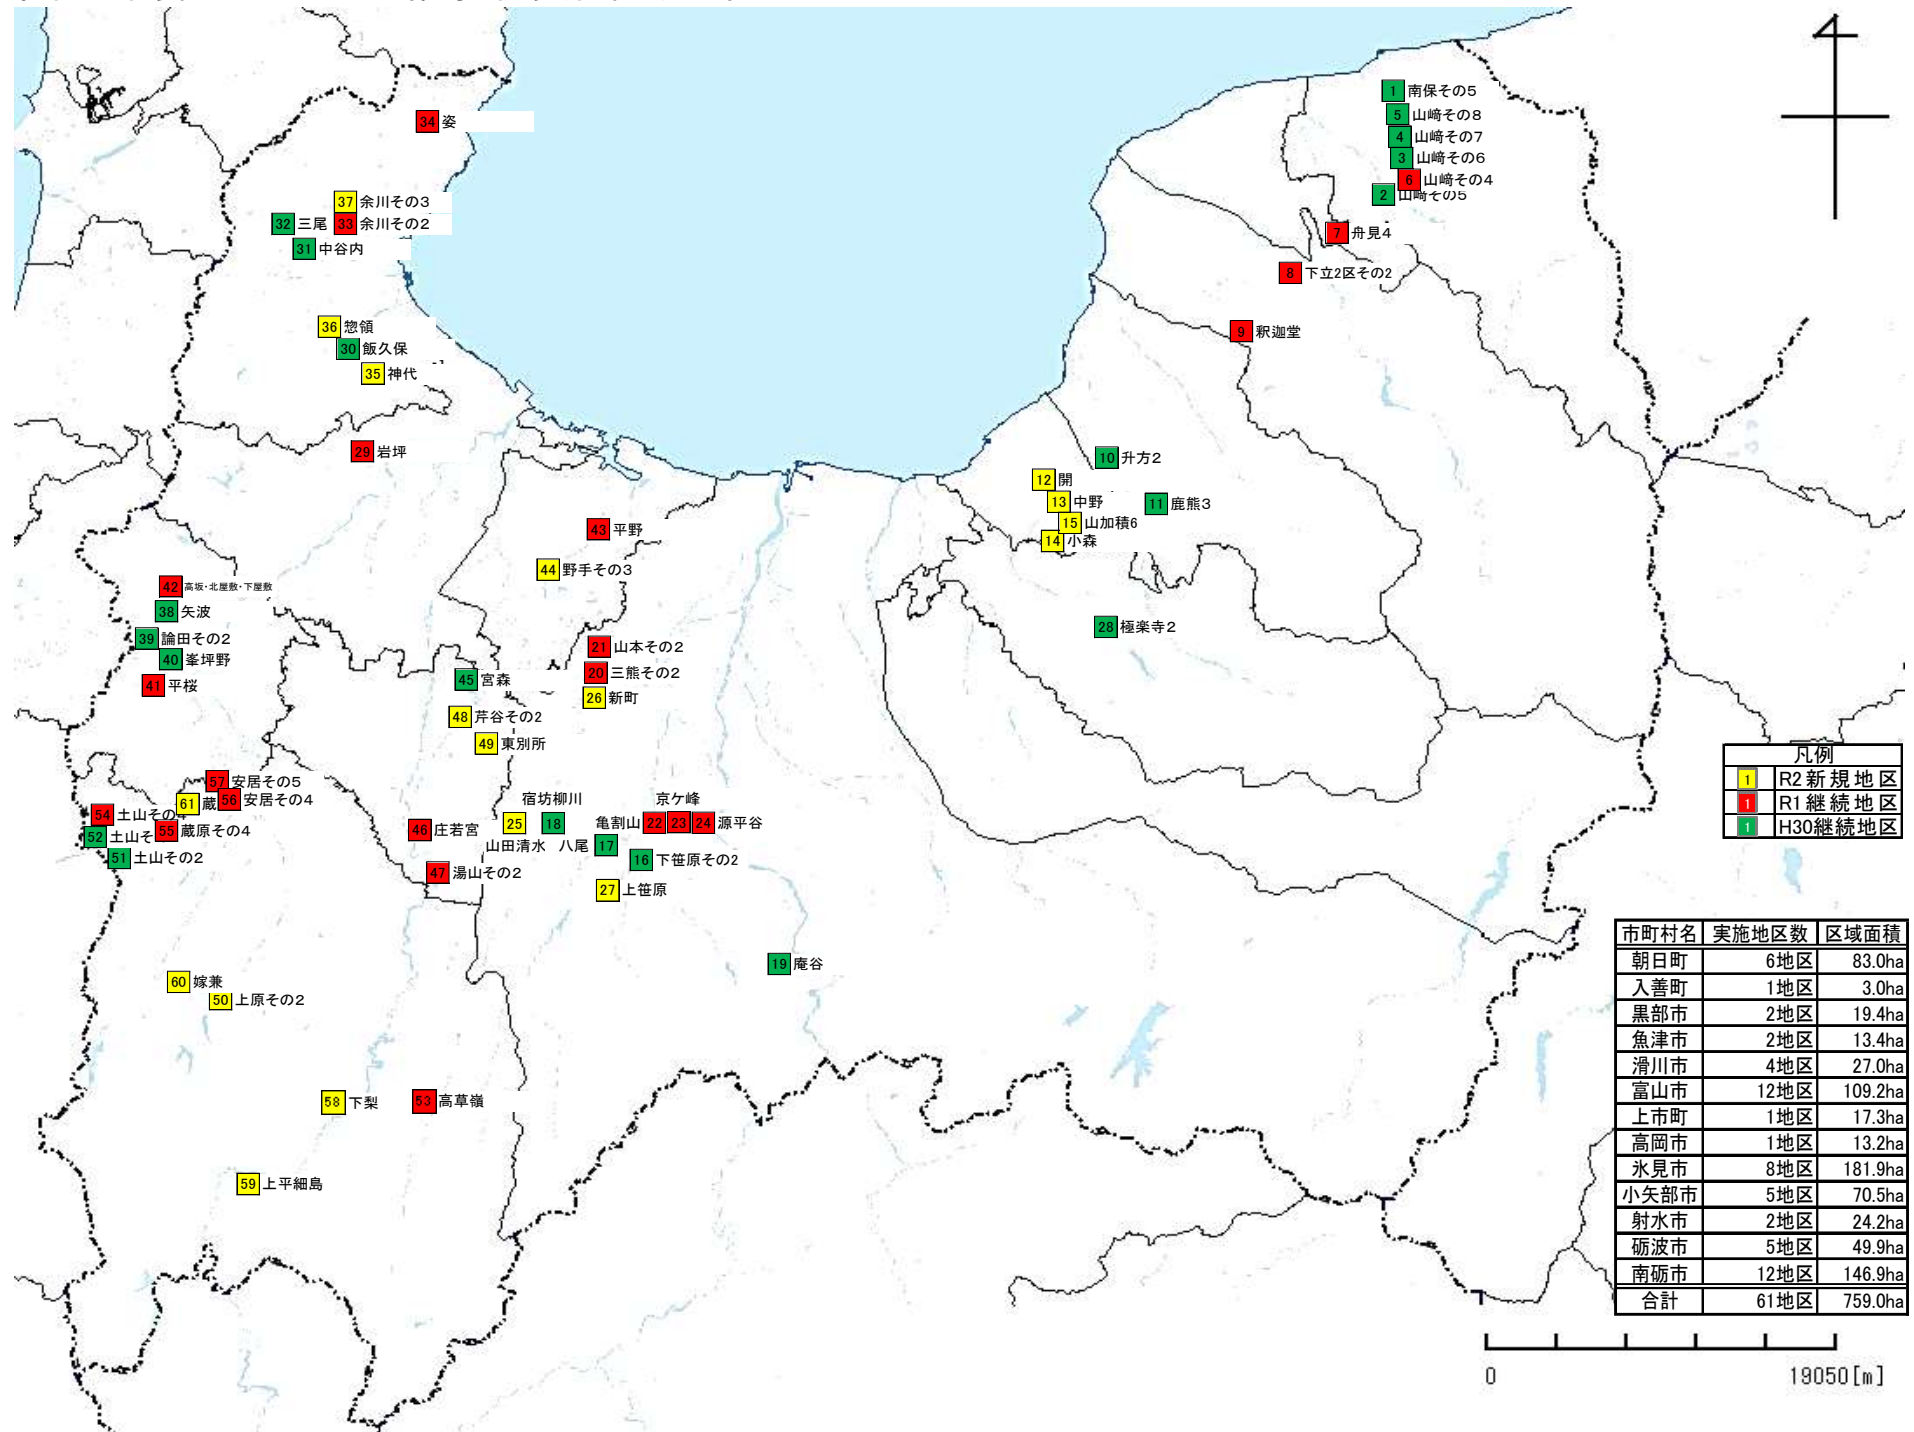 1 南保その5
5 山﨑その8
4 山﨑その7
3 山﨑その6
6 山﨑その4
2 山﨑その5
7 舟見4
8 下立2区その2
9 釈迦堂
34 姿
37 余川その3
32 三尾
33 余川その2
31 中谷内
36 惣領
30 飯久保
35 神代
29 岩坪
10 升方2
12 開
13 中野
11 鹿熊3
15 山加積6
14 小森
43 平野
44 野手その3
42 高坂・北屋敷・下屋敷
38 矢波
39 論田その2
40 峯坪野
41 平桜
28 極楽寺2
21 山本その2
20 三熊その2
26 新町
45 宮森
48 芹谷その2
49 東別所
57 安居その5
56 安居その4
61 蔵
54 土山その
55 蔵原その4
52 土山そ
51 土山その2
46 庄若宮
47 湯山その2
宿坊柳川
25
18
山田清水 八尾
17
京ケ峰
亀割山 22 23 24 源平谷
16 下笹原その2
27 上笹原
19 庵谷
60 嫁兼
50 上原その2
58 下梨
53 高草嶺
59 上平細島
凡例
1 R2新規地区
1 R1継続地区
1 H30継続地区
市町村名 実施地区数 区域面積
朝日町 6地区 83.0ha
入善町 1地区 3.0ha
黒部市 2地区 19.4ha
魚津市 2地区 13.4ha
滑川市 4地区 27.0ha
富山市 12地区 109.2ha
上市町 1地区 17.3ha
高岡市 1地区 13.2ha
氷見市 8地区 181.9ha
小矢部市 5地区 70.5ha
射水市 2地区 24.2ha
砺波市 5地区 49.9ha
南砺市 12地区 146.9ha
合計 61地区 759.0ha
0 19050[m]